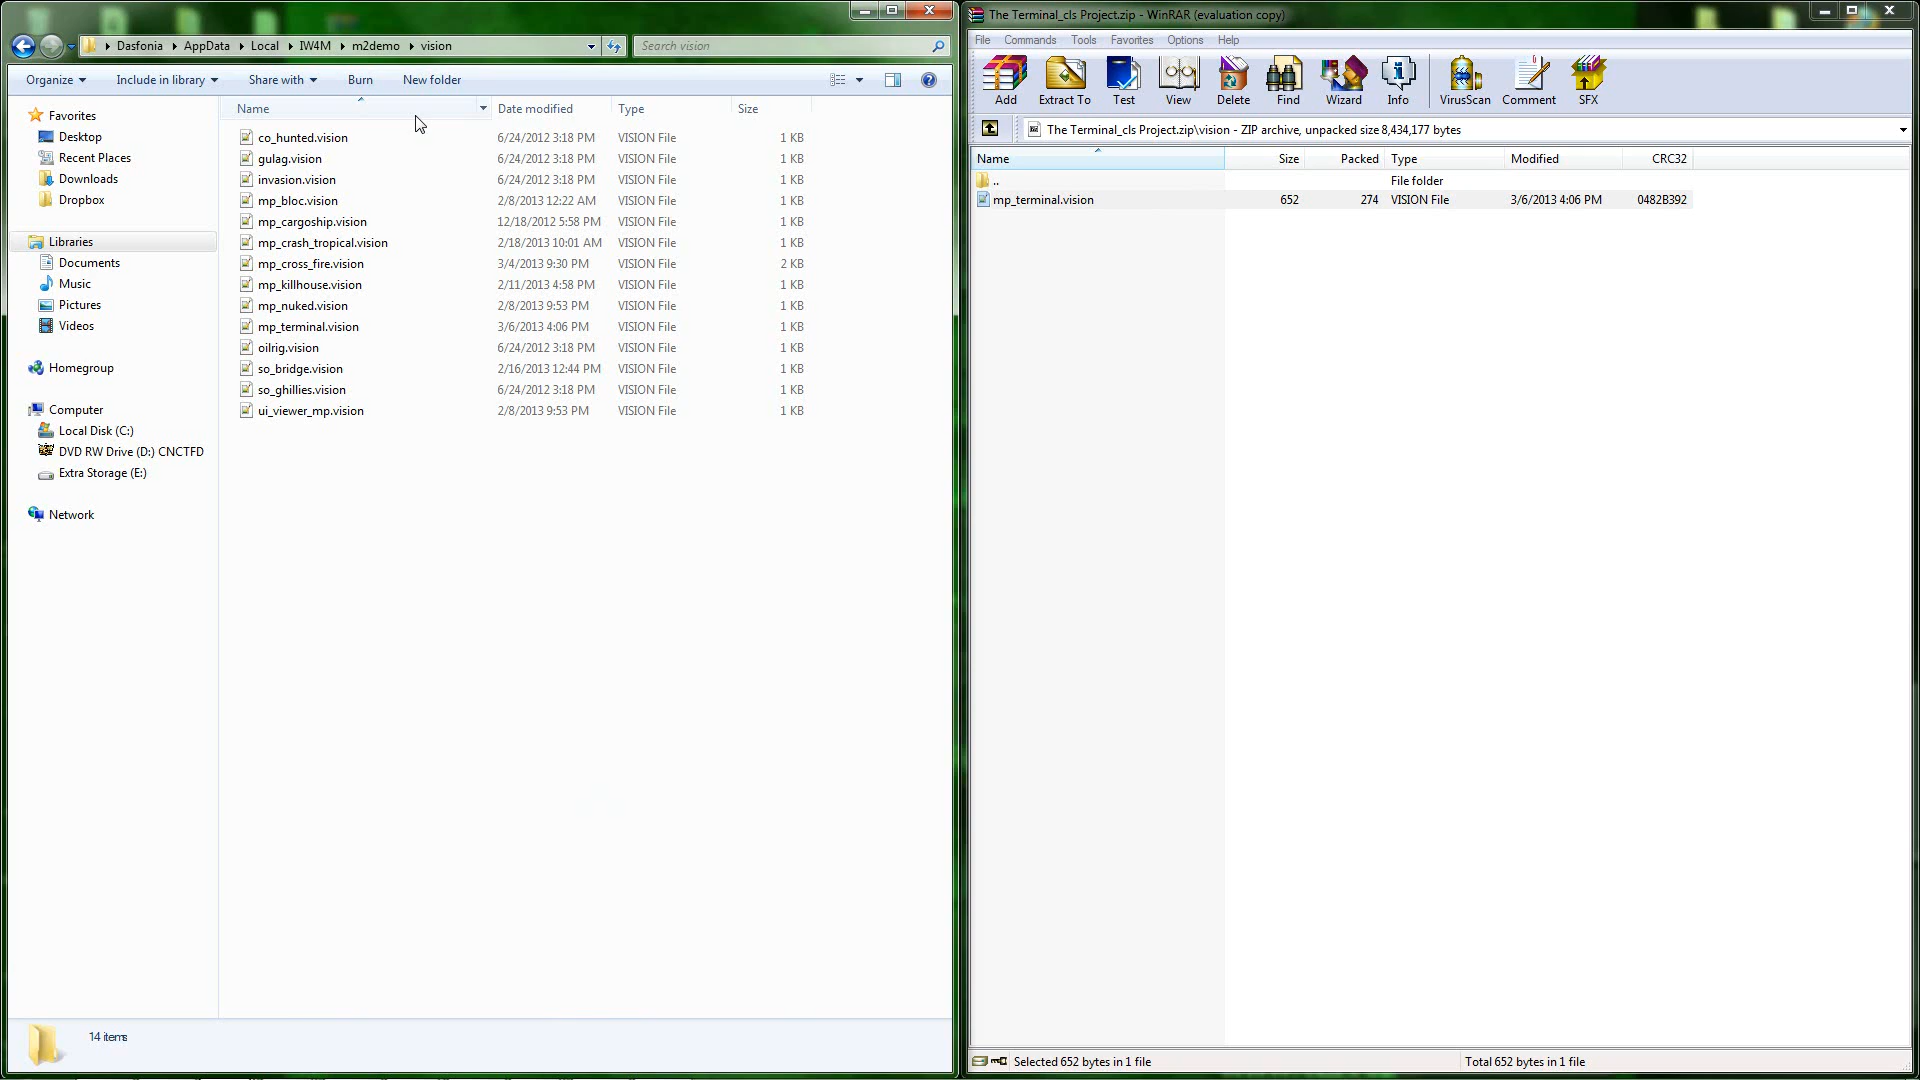 Dasfonia AppData Local IW4M m2demo vision
Search vision
Organize Include in library Share with Burn New folder
Name Date modified Type Size
Favorites
Desktop
Recent Places
Downloads
Dropbox
Libraries
Documents
Music
Pictures
Videos
Homegroup
Computer
Local Disk (C:)
DVD RW Drive (D:) CNCTFD
Extra Storage (E:)
Network
co_hunted.vision 6/24/2012 3:18 PM VISION File 1 KB
gulag.vision 6/24/2012 3:18 PM VISION File 1 KB
invasion.vision 6/24/2012 3:18 PM VISION File 1 KB
mp_bloc.vision 2/8/2013 12:22 AM VISION File 1 KB
mp_cargoship.vision 12/18/2012 5:58 PM VISION File 1 KB
mp_crash_tropical.vision 2/18/2013 10:01 AM VISION File 1 KB
mp_cross_fire.vision 3/4/2013 9:30 PM VISION File 2 KB
mp_killhouse.vision 2/11/2013 4:58 PM VISION File 1 KB
mp_nuked.vision 2/8/2013 9:53 PM VISION File 1 KB
mp_terminal.vision 3/6/2013 4:06 PM VISION File 1 KB
oilrig.vision 6/24/2012 3:18 PM VISION File 1 KB
so_bridge.vision 2/16/2013 12:44 PM VISION File 1 KB
so_ghillies.vision 6/24/2012 3:18 PM VISION File 1 KB
ui_viewer_mp.vision 2/8/2013 9:53 PM VISION File 1 KB
14 items
The Terminal_cls Project.zip - WinRAR (evaluation copy)
File Commands Tools Favorites Options Help
Add Extract To Test View Delete Find Wizard Info VirusScan Comment SFX
The Terminal_cls Project.zip\vision - ZIP archive, unpacked size 8,434,177 bytes
Name Size Packed Type Modified CRC32
.. File folder
mp_terminal.vision 652 274 VISION File 3/6/2013 4:06 PM 0482B392
Selected 652 bytes in 1 file Total 652 bytes in 1 file